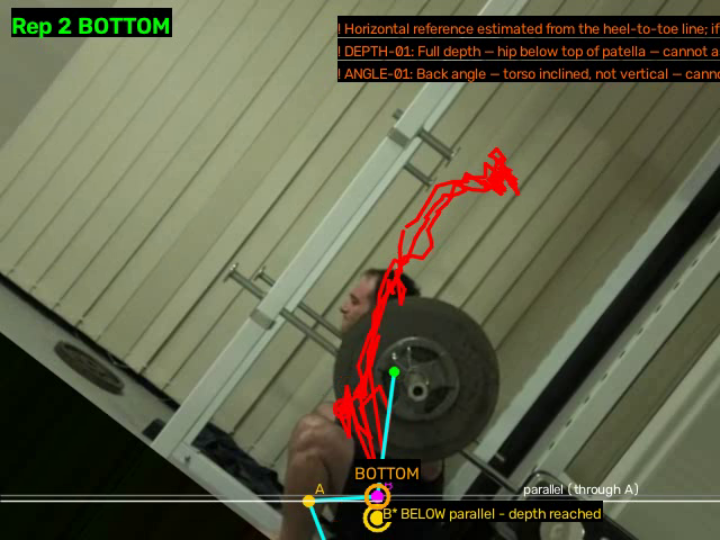 Rep 2 BOTTOM
! Horizontal reference estimated from the heel-to-toe line; if
! DEPTH-01: Full depth — hip below top of patella — cannot a
! ANGLE-01: Back angle — torso inclined, not vertical — canno
BOTTOM
A
parallel (through A)
B* BELOW parallel - depth reached